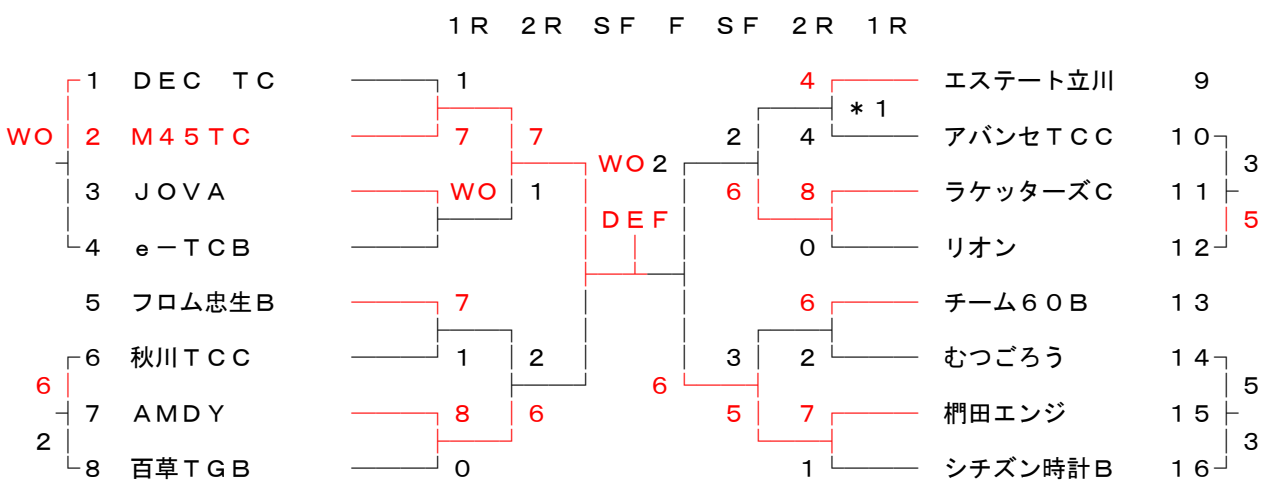 １Ｒ　２Ｒ　ＳＦ　Ｆ　ＳＦ　２Ｒ　１Ｒ
１　ＤＥＣ　ＴＣ　１　４　エステート立川　９
＊１
ＷＯ　２　Ｍ４５ＴＣ　７　７　２　４　アバンセＴＣＣ　１０
ＷＯ　２　３
３　ＪＯＶＡ　ＷＯ　１　６　８　ラケッターズＣ　１１
ＤＥＦ　５
４　ｅ－ＴＣＢ　０　リオン　１２
５　フロム忠生Ｂ　７　６　チーム６０Ｂ　１３
６　秋川ＴＣＣ　１　２　３　２　むつごろう　１４
６　６　５
７　ＡＭＤＹ　８　６　５　７　椚田エンジ　１５
２　３
８　百草ＴＧＢ　０　１　シチズン時計Ｂ　１６